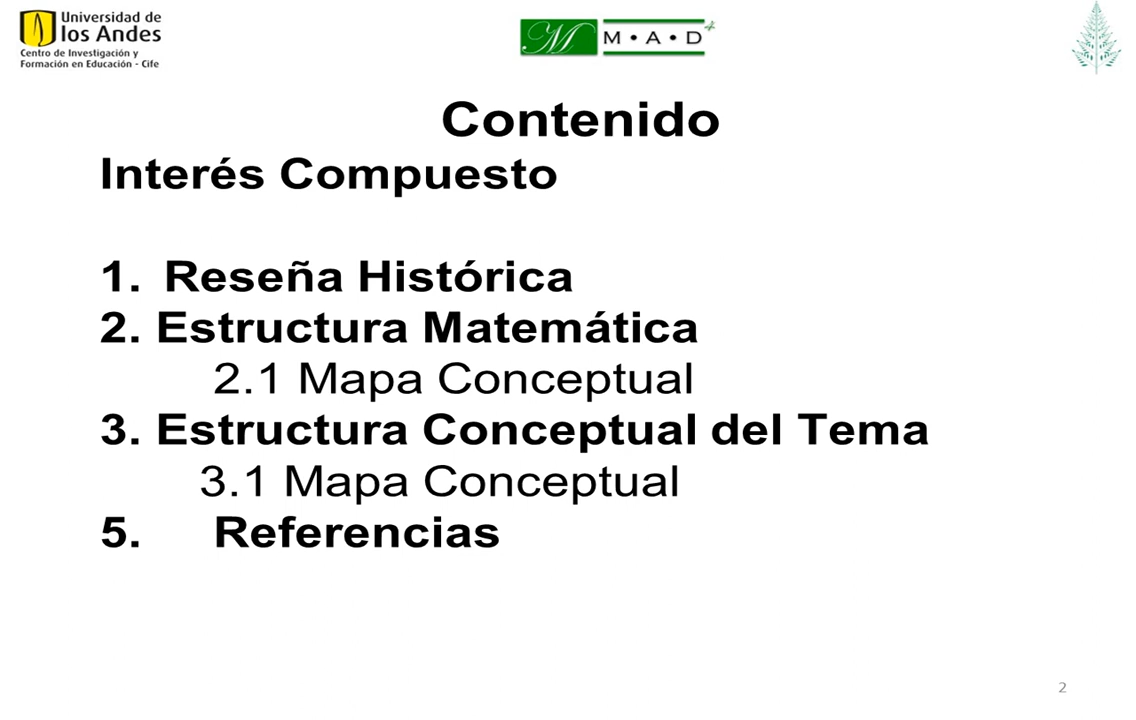 Universidad de
los Andes
Centro de Investigación y
Formación en Educación - Cife
M M • A • D
Contenido
Interés Compuesto
1. Reseña Histórica
2. Estructura Matemática
2.1 Mapa Conceptual
3. Estructura Conceptual del Tema
3.1 Mapa Conceptual
5. Referencias
2